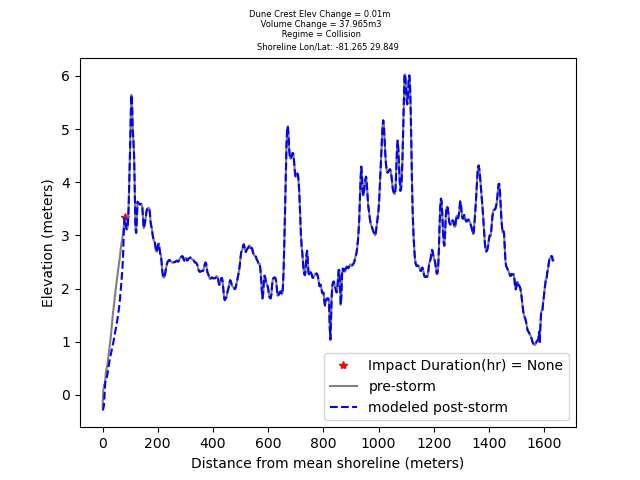 Dune Crest Elev Change = 0.01m
Volume Change = 37.965m3
Regime = Collision
Shoreline Lon/Lat: -81.265 29.849
6
5
4
3
2
1
0
Elevation (meters)
Impact Duration(hr) = None
pre-storm
modeled post-storm
0 200 400 600 800 1000 1200 1400 1600
Distance from mean shoreline (meters)